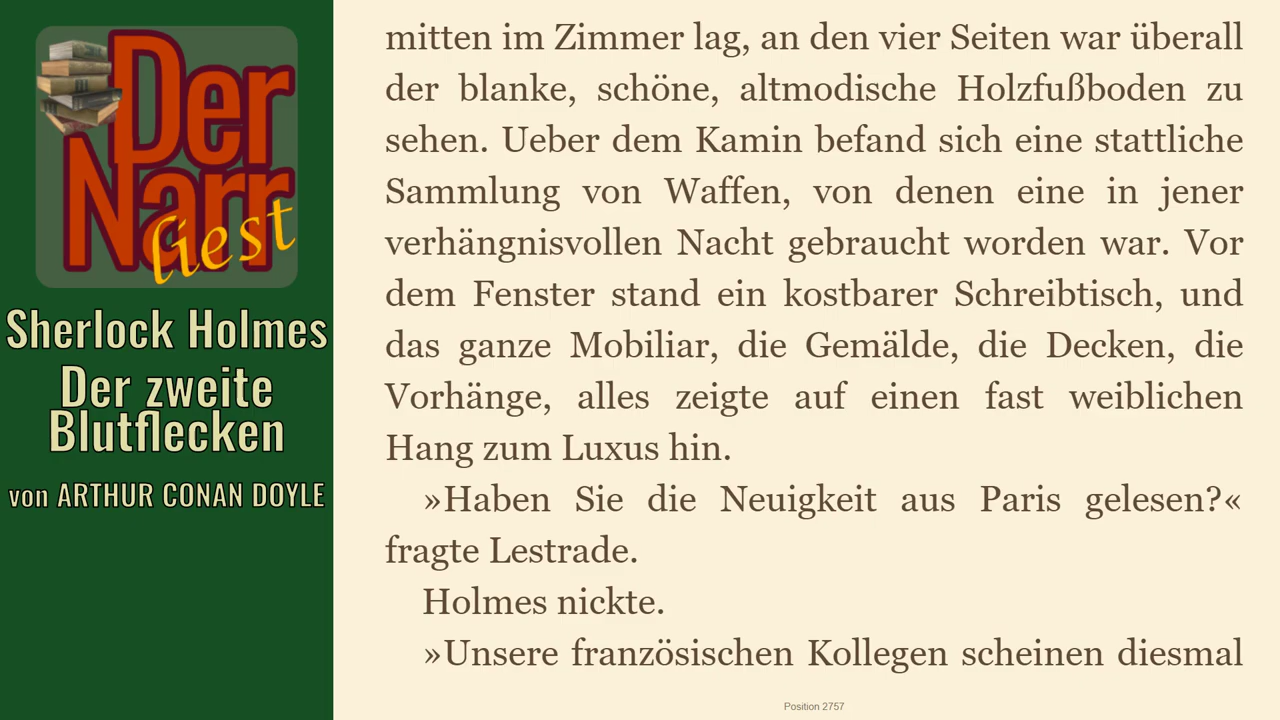 Der
Narr
liest
Sherlock Holmes
Der zweite
Blutflecken
von ARTHUR CONAN DOYLE
mitten im Zimmer lag, an den vier Seiten war überall
der blanke, schöne, altmodische Holzfußboden zu
sehen. Ueber dem Kamin befand sich eine stattliche
Sammlung von Waffen, von denen eine in jener
verhängnisvollen Nacht gebraucht worden war. Vor
dem Fenster stand ein kostbarer Schreibtisch, und
das ganze Mobiliar, die Gemälde, die Decken, die
Vorhänge, alles zeigte auf einen fast weiblichen
Hang zum Luxus hin.
»Haben Sie die Neuigkeit aus Paris gelesen?«
fragte Lestrade.
Holmes nickte.
»Unsere französischen Kollegen scheinen diesmal
Position 2757